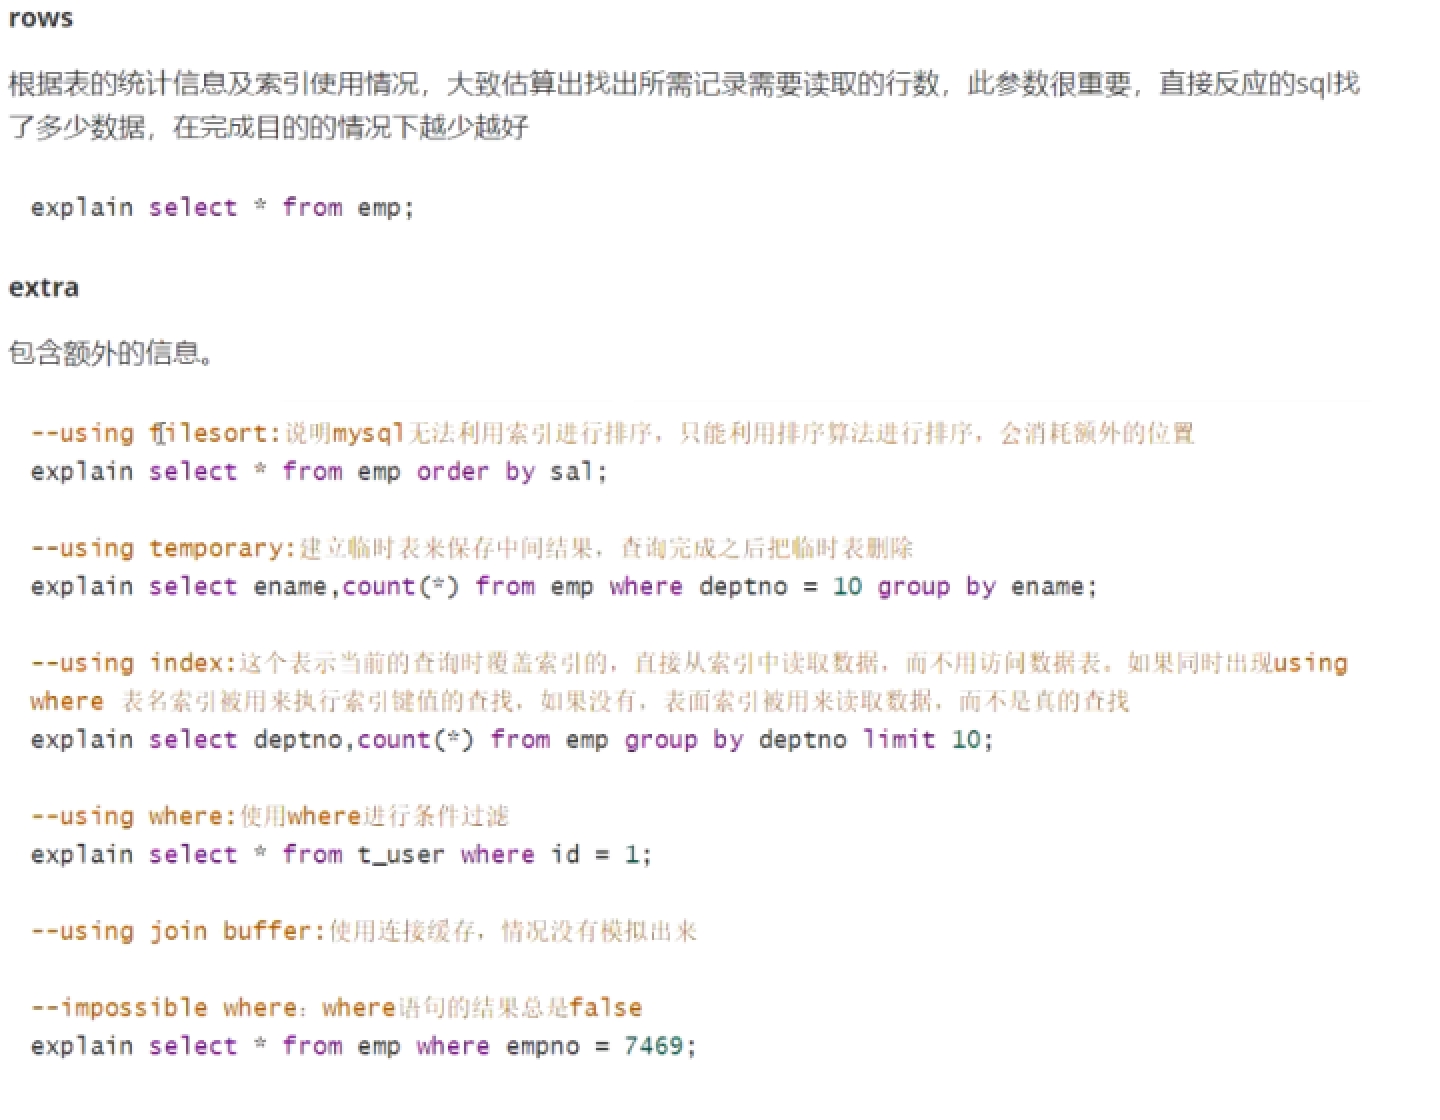 rows
根据表的统计信息及索引使用情况，大致估算出找出所需记录需要读取的行数，此参数很重要，直接反应的sql找
了多少数据，在完成目的的情况下越少越好
explain select * from emp;
extra
包含额外的信息。
--using filesort:说明mysql无法利用索引进行排序，只能利用排序算法进行排序，会消耗额外的位置
explain select * from emp order by sal;
--using temporary:建立临时表来保存中间结果，查询完成之后把临时表删除
explain select ename,count(*) from emp where deptno = 10 group by ename;
--using index:这个表示当前的查询时覆盖索引的，直接从索引中读取数据，而不用访问数据表。如果同时出现using
where 表名索引被用来执行索引键值的查找，如果没有，表面索引被用来读取数据，而不是真的查找
explain select deptno,count(*) from emp group by deptno limit 10;
--using where:使用where进行条件过滤
explain select * from t_user where id = 1;
--using join buffer:使用连接缓存，情况没有模拟出来
--impossible where：where语句的结果总是false
explain select * from emp where empno = 7469;